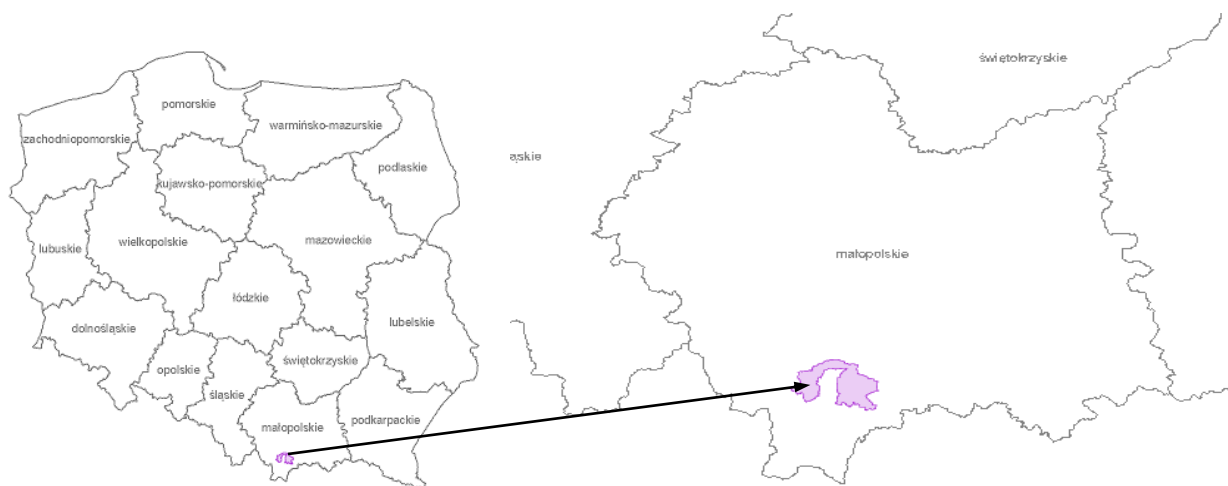 pomorskie
warmińsko-mazurskie
zachodniopomorskie
podlaskie
kujawsko-pomorskie
mazowieckie
wielkopolskie
lubuskie
łódzkie
lubelskie
dolnośląskie
świętokrzyskie
opolskie
śląskie
małopolskie
podkarpackie
świętokrzyskie
ąskie
małopolskie